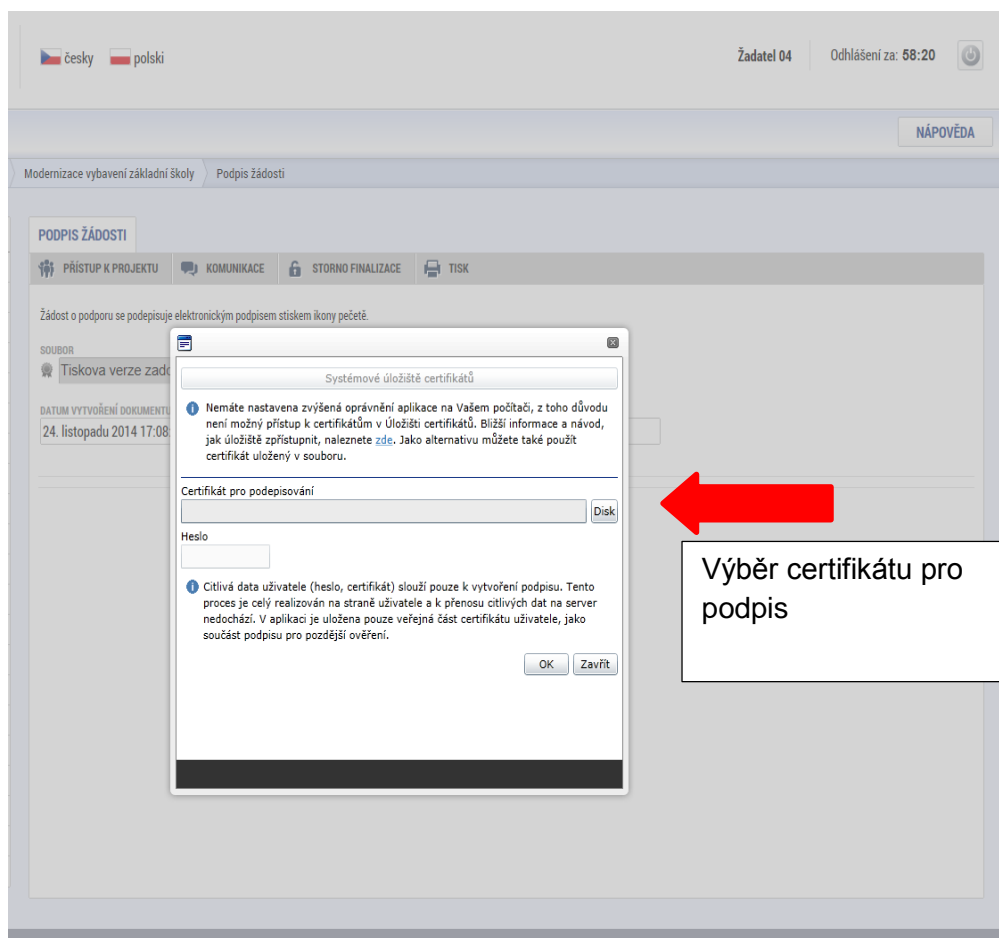 česky polski Žadatel 04 Odhlášení za: 58:20
NÁPOVĚDA
Modernizace vybavení základní školy Podpis žádosti
PODPIS ŽÁDOSTI
PŘÍSTUP K PROJEKTU KOMUNIKACE STORNO FINALIZACE TISK
Žádost o podporu se podepisuje elektronickým podpisem stiskem ikony pečetě.
SOUBOR
Tiskova verze zado
DATUM VYTVOŘENÍ DOKUMENTU
24. listopadu 2014 17:08:
Systémové úložiště certifikátů
Nemáte nastavena zvýšená oprávnění aplikace na Vašem počítači, z toho důvodu
není možný přístup k certifikátům v Úložišti certifikátů. Bližší informace a návod,
jak úložiště zpřístupnit, naleznete zde. Jako alternativu můžete také použít
certifikát uložený v souboru.
Certifikát pro podepisování
Disk
Heslo
Citlivá data uživatele (heslo, certifikát) slouží pouze k vytvoření podpisu. Tento
proces je celý realizován na straně uživatele a k přenosu citlivých dat na server
nedochází. V aplikaci je uložena pouze veřejná část certifikátu uživatele, jako
součást podpisu pro pozdější ověření.
OK Zavřít
Výběr certifikátu pro
podpis